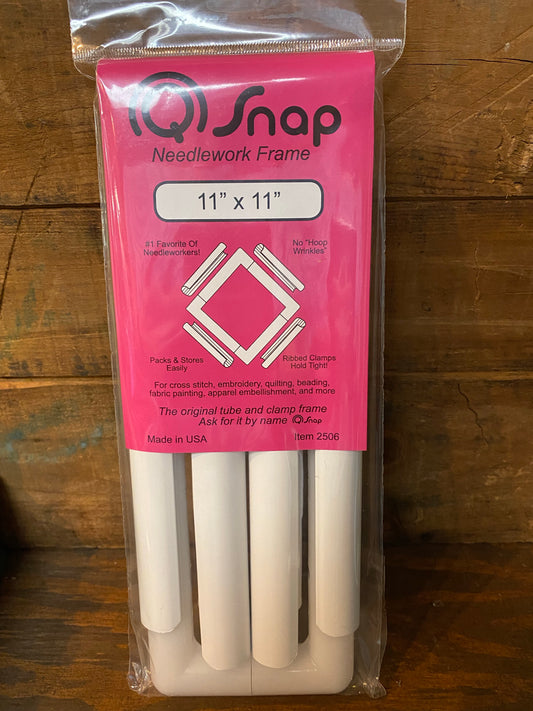 Q Snap
Needlework Frame
11” x 11”
#1 Favorite Of
Needleworkers!
No “Hoop
Wrinkles”
Packs & Stores
Easily
Ribbed Clamps
Hold Tight!
For cross stitch, embroidery, quilting, beading,
fabric painting, apparel embellishment, and more
The original tube and clamp frame
Ask for it by name Q Snap
Made in USA
Item 2506